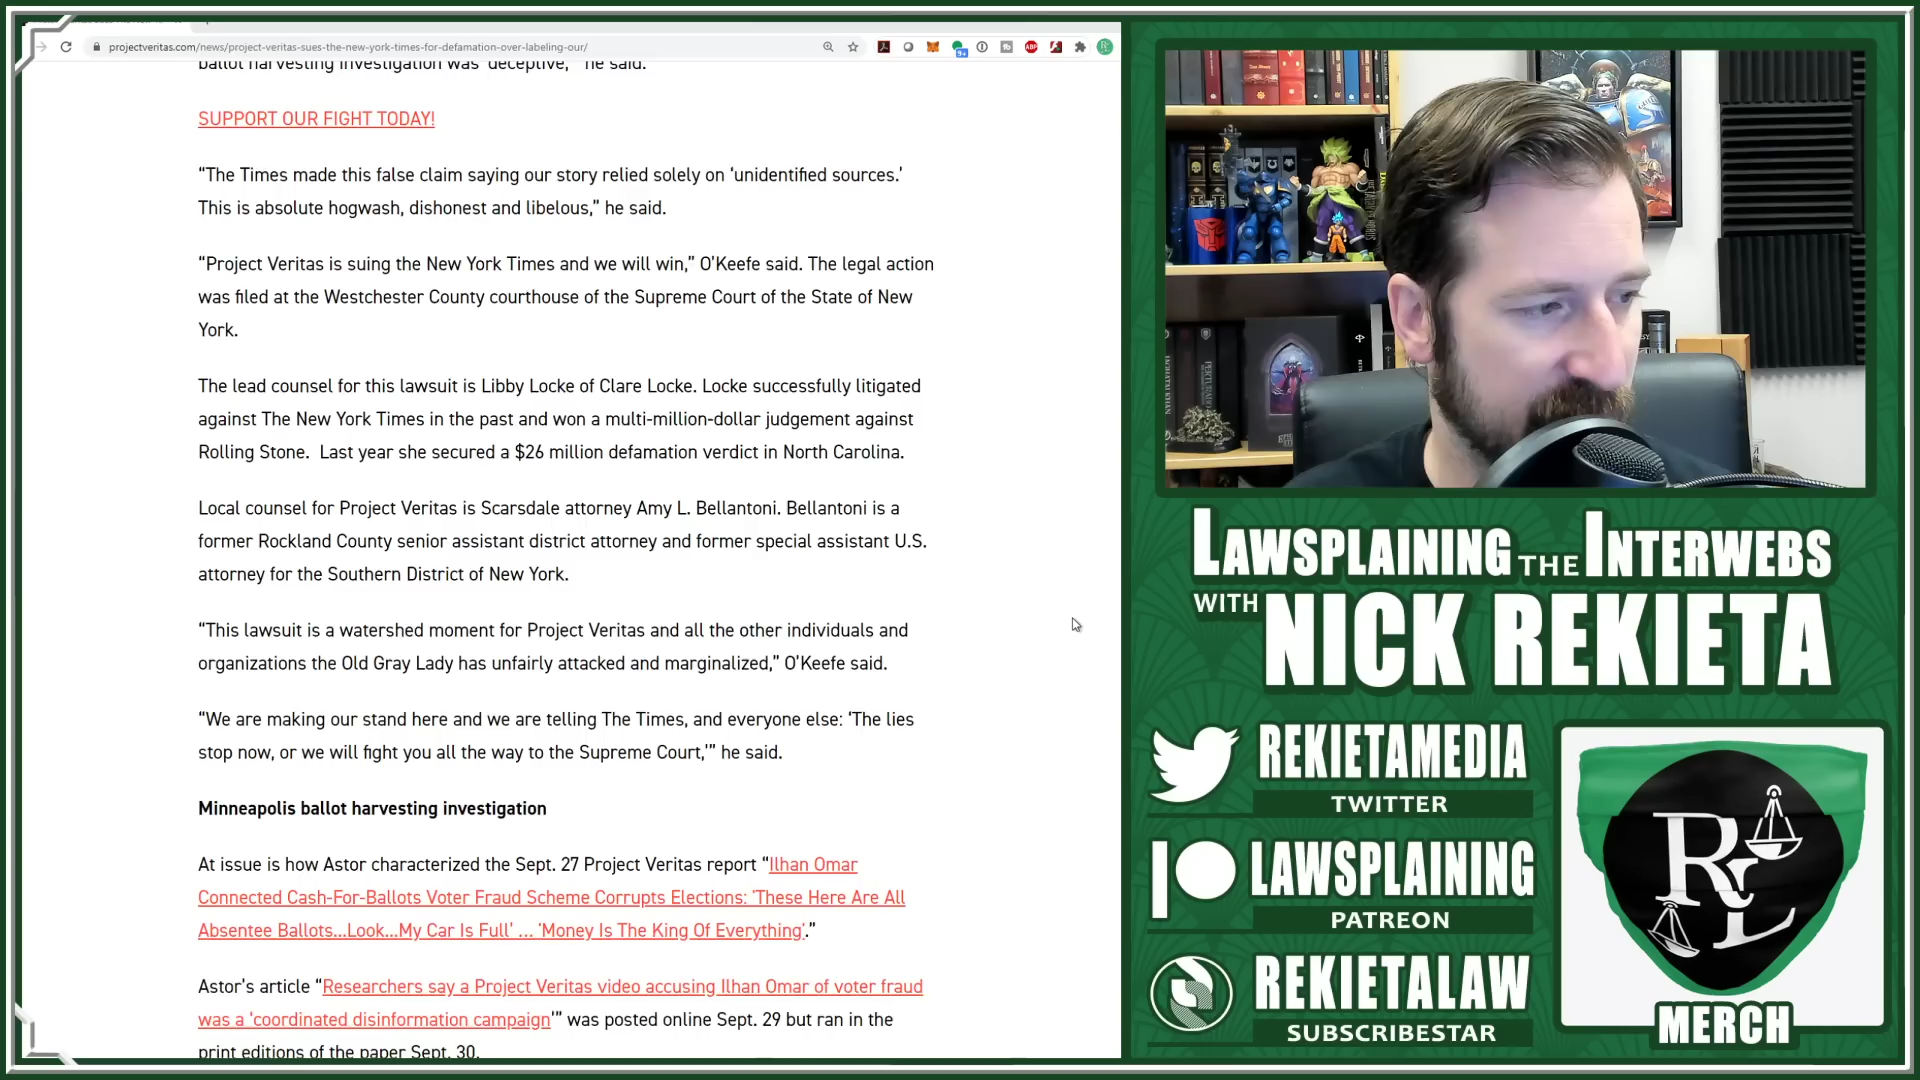 projectveritas.com/news/project-veritas-sues-the-new-york-times-for-defamation-over-labeling-our/
ballot harvesting investigation was 'deceptive,'" he said.
SUPPORT OUR FIGHT TODAY!
“The Times made this false claim saying our story relied solely on ‘unidentified sources.’
This is absolute hogwash, dishonest and libelous,” he said.
“Project Veritas is suing the New York Times and we will win,” O’Keefe said. The legal action
was filed at the Westchester County courthouse of the Supreme Court of the State of New
York.
The lead counsel for this lawsuit is Libby Locke of Clare Locke. Locke successfully litigated
against The New York Times in the past and won a multi-million-dollar judgement against
Rolling Stone.  Last year she secured a $26 million defamation verdict in North Carolina.
Local counsel for Project Veritas is Scarsdale attorney Amy L. Bellantoni. Bellantoni is a
former Rockland County senior assistant district attorney and former special assistant U.S.
attorney for the Southern District of New York.
“This lawsuit is a watershed moment for Project Veritas and all the other individuals and
organizations the Old Gray Lady has unfairly attacked and marginalized,” O’Keefe said.
“We are making our stand here and we are telling The Times, and everyone else: ‘The lies
stop now, or we will fight you all the way to the Supreme Court,’” he said.
Minneapolis ballot harvesting investigation
At issue is how Astor characterized the Sept. 27 Project Veritas report “Ilhan Omar
Connected Cash-For-Ballots Voter Fraud Scheme Corrupts Elections: 'These Here Are All
Absentee Ballots...Look...My Car Is Full’ ... 'Money Is The King Of Everything'.”
Astor’s article “Researchers say a Project Veritas video accusing Ilhan Omar of voter fraud
was a ‘coordinated disinformation campaign’” was posted online Sept. 29 but ran in the
print editions of the paper Sept. 30.
LAWSPLAINING THE INTERWEBS
WITH NICK REKIETA
REKIETAMEDIA
TWITTER
LAWSPLAINING
PATREON
REKIETALAW
SUBSCRIBESTAR
RL
MERCH